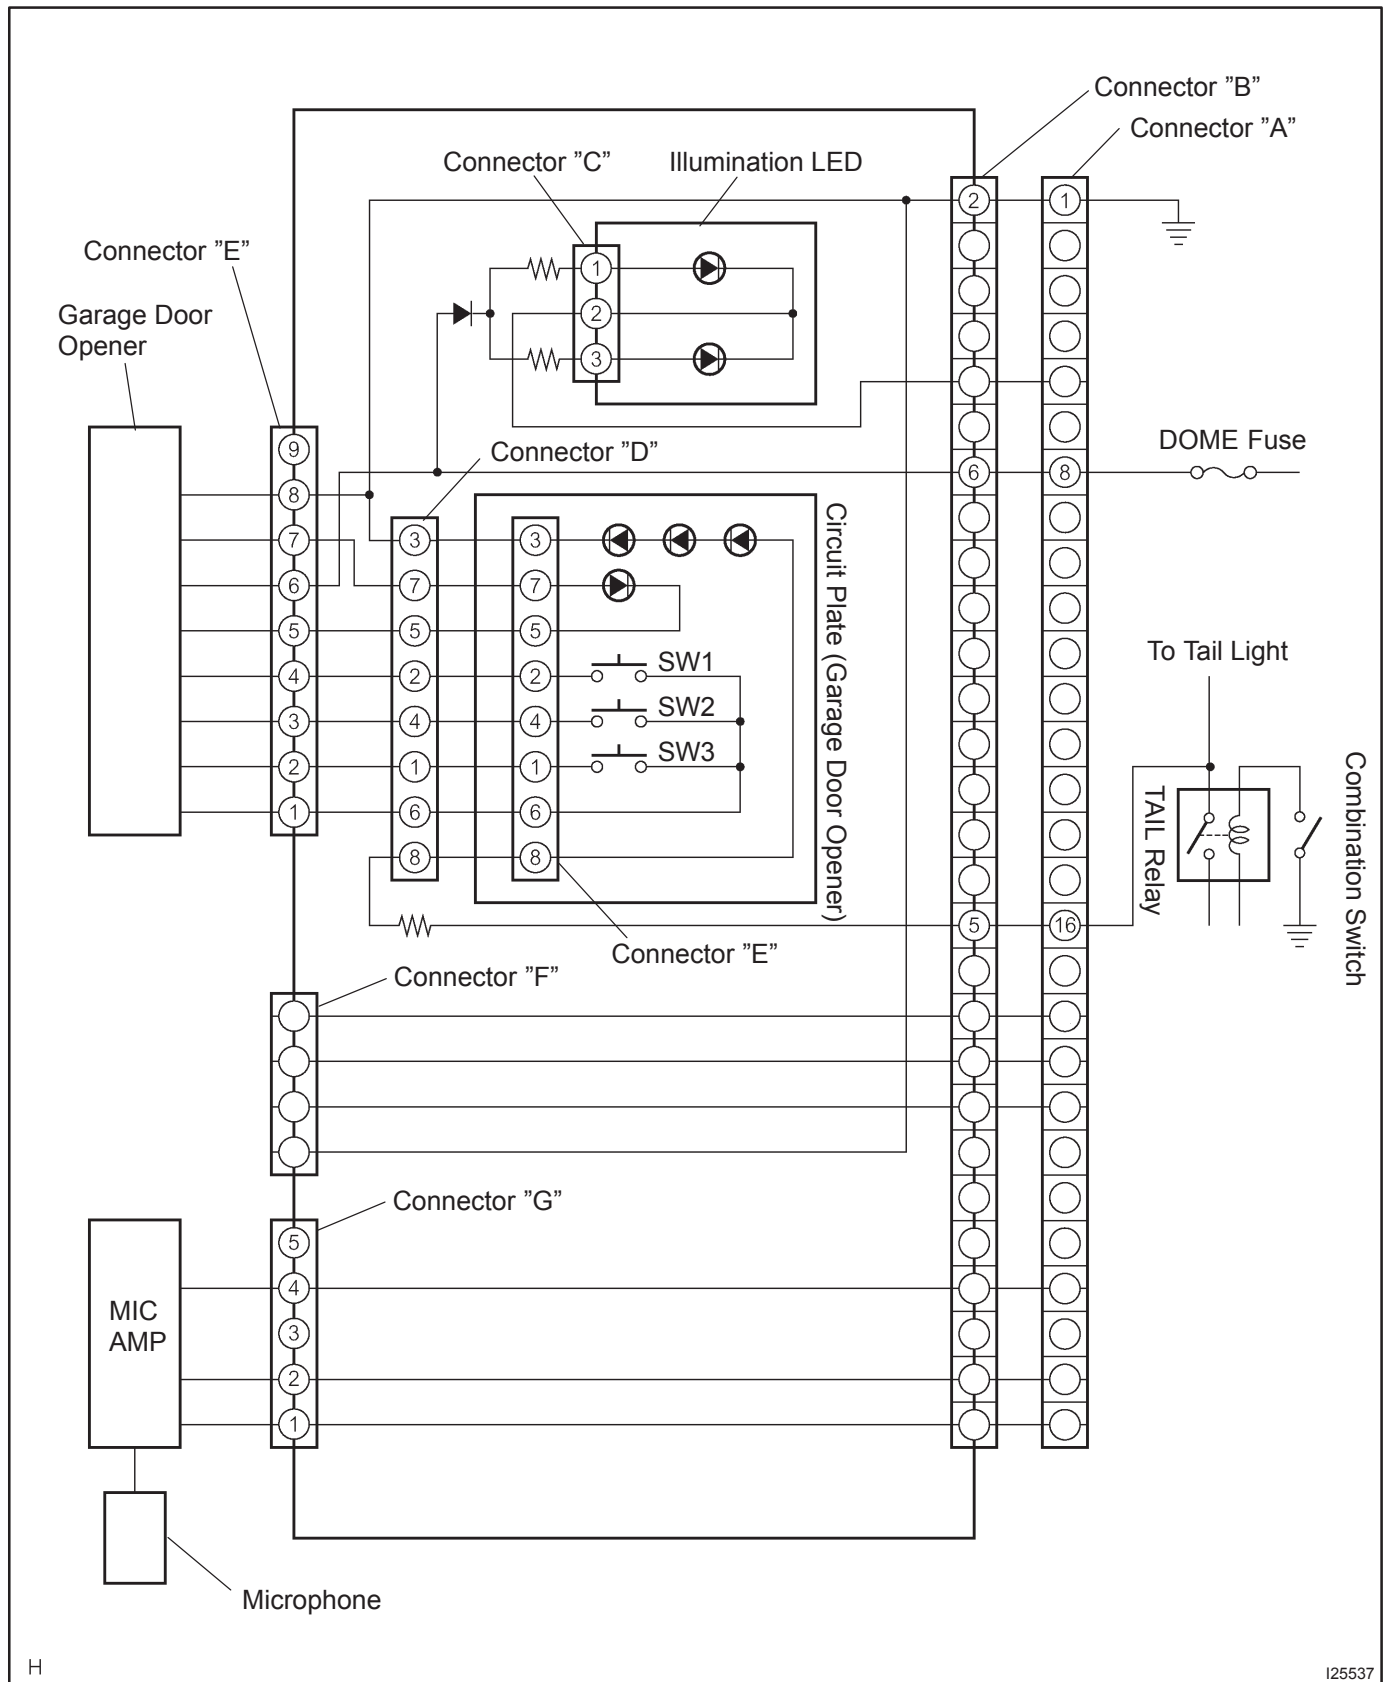 Connector ”B”
Connector ”A”
Connector ”C”
Illumination LED
2
1
Connector ”E”
1
Garage Door
Opener
2
3
DOME Fuse
9
Connector ”D”
6
8
8
7
3
3
6
7
7
5
5
5
4
2
2
SW1
3
4
4
SW2
2
1
1
SW3
1
6
6
8
8
Circuit Plate (Garage Door Opener)
To Tail Light
TAIL Relay
Combination Switch
5
16
Connector ”E”
Connector ”F”
Connector ”G”
5
4
MIC
AMP
3
2
1
Microphone
H
I25537